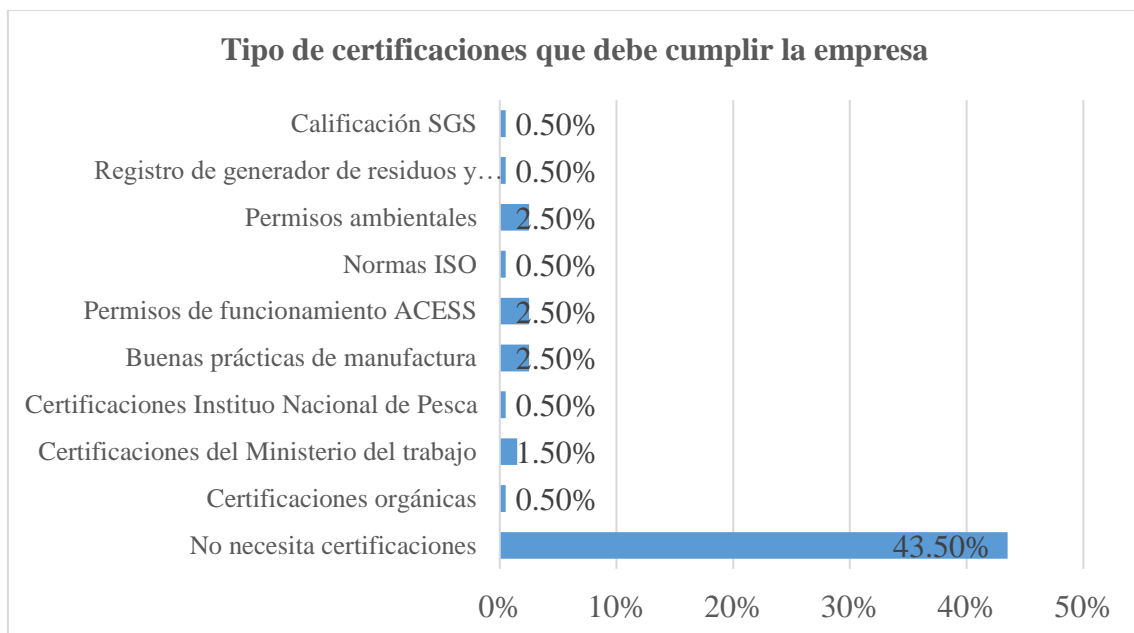 Tipo de certificaciones que debe cumplir la empresa
Calificación SGS 0.50%
Registro de generador de residuos y… 0.50%
Permisos ambientales 2.50%
Normas ISO 0.50%
Permisos de funcionamiento ACESS 2.50%
Buenas prácticas de manufactura 2.50%
Certificaciones Instituo Nacional de Pesca 0.50%
Certificaciones del Ministerio del trabajo 1.50%
Certificaciones orgánicas 0.50%
No necesita certificaciones 43.50%
0% 10% 20% 30% 40% 50%